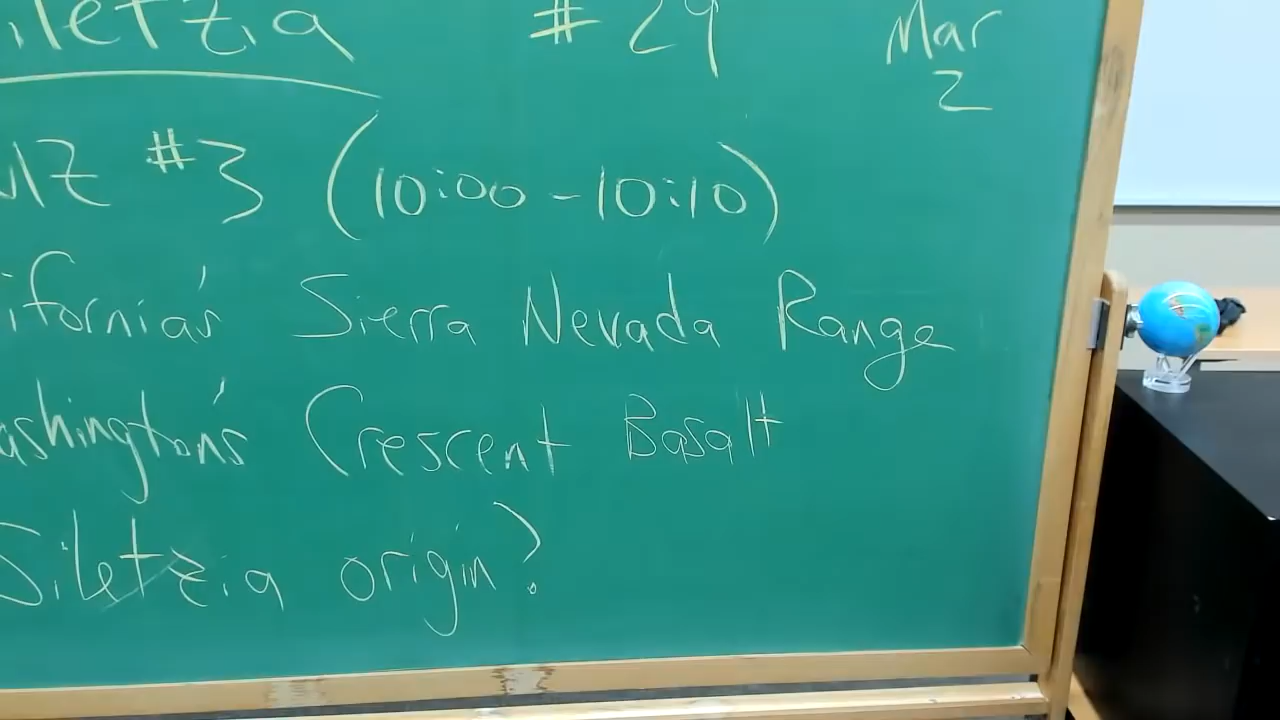 iletzia #29 Mar 2
uiz #3 (10:00 - 10:10)
ifornia's Sierra Nevada Range
ashington's Crescent Basalt
Siletzia origin?